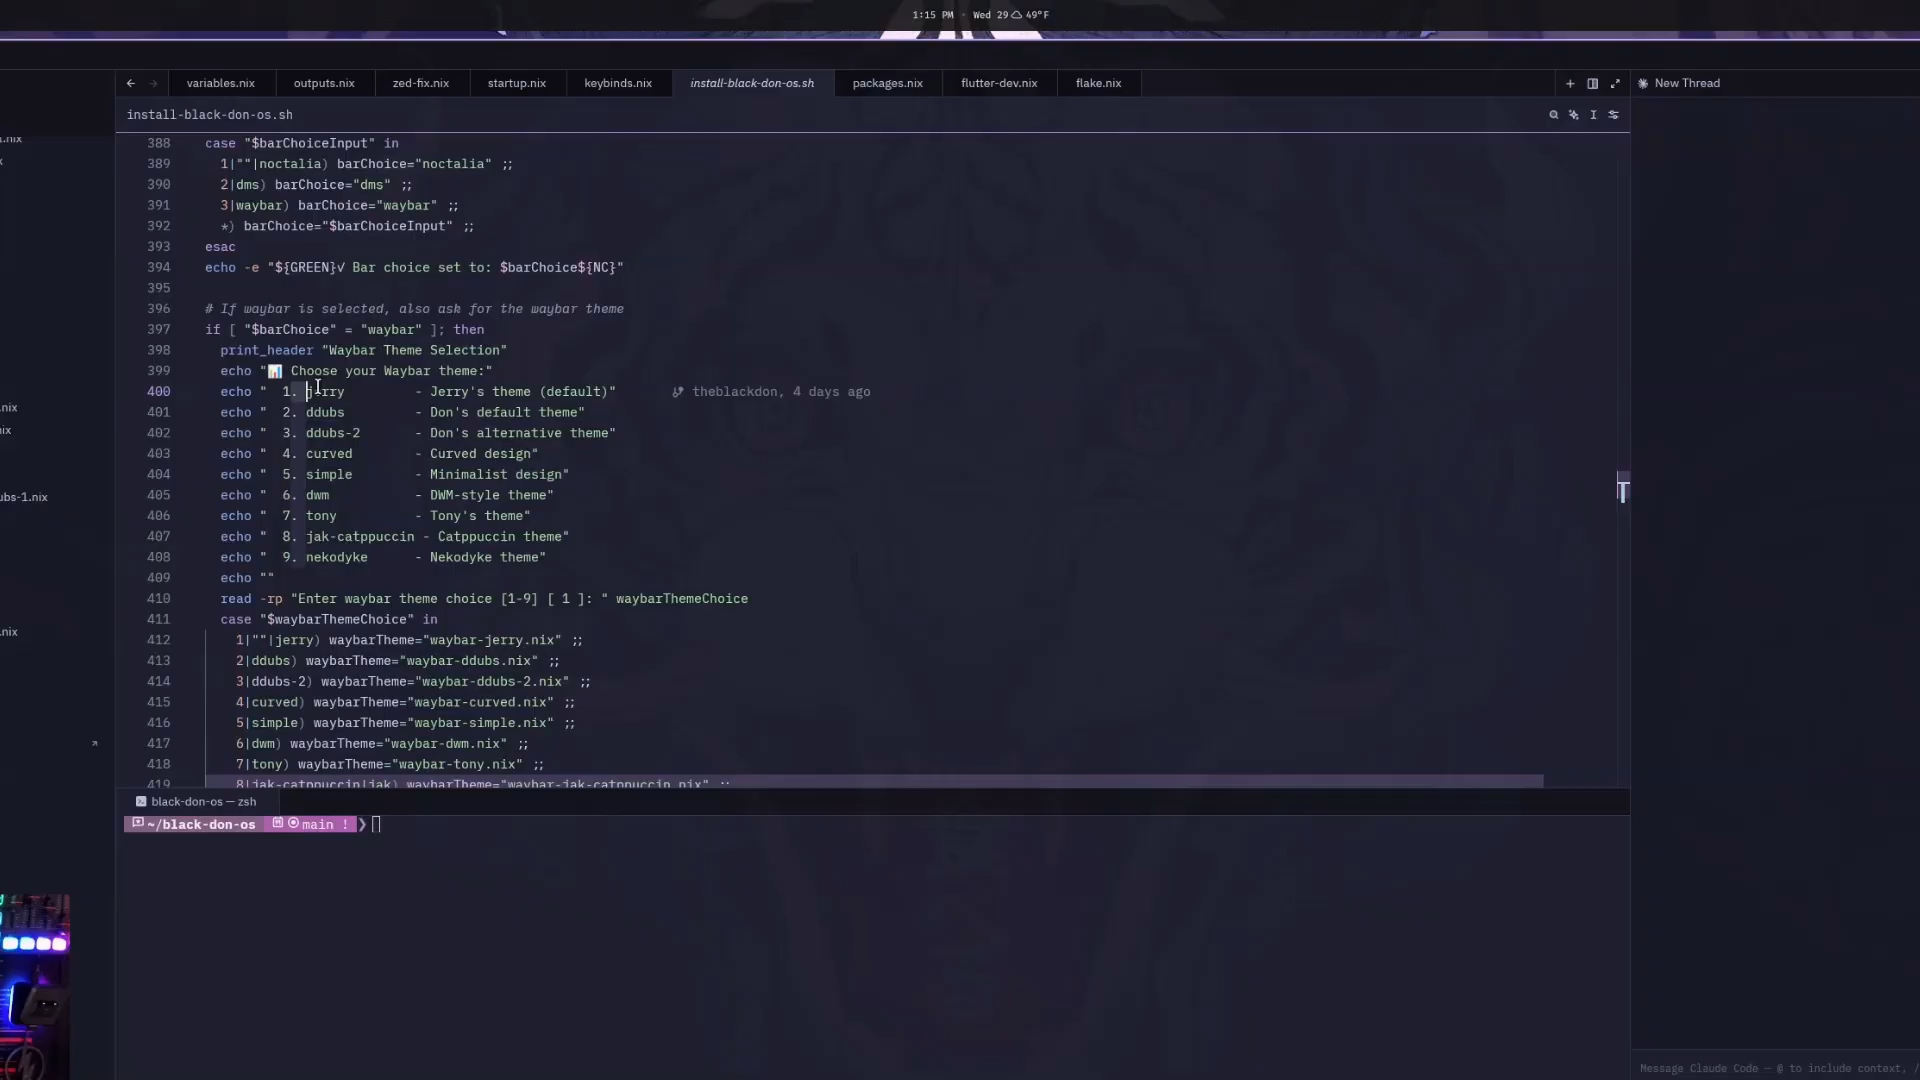 1:15 PM · Wed 29 49°F
variables.nix outputs.nix zed-fix.nix startup.nix keybinds.nix install-black-don-os.sh packages.nix flutter-dev.nix flake.nix New Thread
install-black-don-os.sh
388 case "$barChoiceInput" in
389 1|""|noctalia) barChoice="noctalia" ;;
390 2|dms) barChoice="dms" ;;
391 3|waybar) barChoice="waybar" ;;
392 *) barChoice="$barChoiceInput" ;;
393 esac
394 echo -e "${GREEN}✓ Bar choice set to: $barChoice${NC}"
395
396 # If waybar is selected, also ask for the waybar theme
397 if [ "$barChoice" = "waybar" ]; then
398 print_header "Waybar Theme Selection"
399 echo "📊 Choose your Waybar theme:"
400 echo "  1. jerry         - Jerry's theme (default)" theblackdon, 4 days ago
401 echo "  2. ddubs         - Don's default theme"
402 echo "  3. ddubs-2       - Don's alternative theme"
403 echo "  4. curved        - Curved design"
404 echo "  5. simple        - Minimalist design"
405 echo "  6. dwm           - DWM-style theme"
406 echo "  7. tony          - Tony's theme"
407 echo "  8. jak-catppuccin - Catppuccin theme"
408 echo "  9. nekodyke      - Nekodyke theme"
409 echo ""
410 read -rp "Enter waybar theme choice [1-9] [ 1 ]: " waybarThemeChoice
411 case "$waybarThemeChoice" in
412 1|""|jerry) waybarTheme="waybar-jerry.nix" ;;
413 2|ddubs) waybarTheme="waybar-ddubs.nix" ;;
414 3|ddubs-2) waybarTheme="waybar-ddubs-2.nix" ;;
415 4|curved) waybarTheme="waybar-curved.nix" ;;
416 5|simple) waybarTheme="waybar-simple.nix" ;;
417 6|dwm) waybarTheme="waybar-dwm.nix" ;;
418 7|tony) waybarTheme="waybar-tony.nix" ;;
419 8|jak-catppuccin|jak) waybarTheme="waybar-jak-catppuccin.nix" ;;
black-don-os — zsh
~/black-don-os main !
Message Claude Code — @ to include context, /